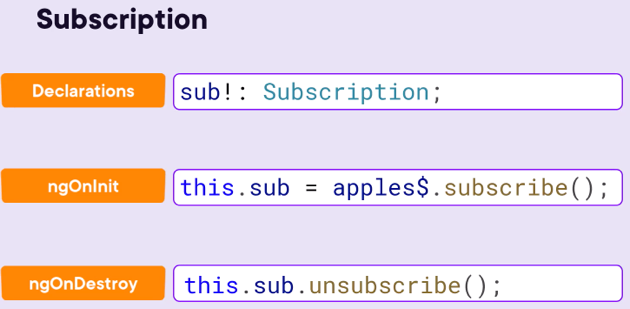 Subscription
Declarations sub!: Subscription;
ngOnInit this.sub = apples$.subscribe();
ngOnDestroy this.sub.unsubscribe();